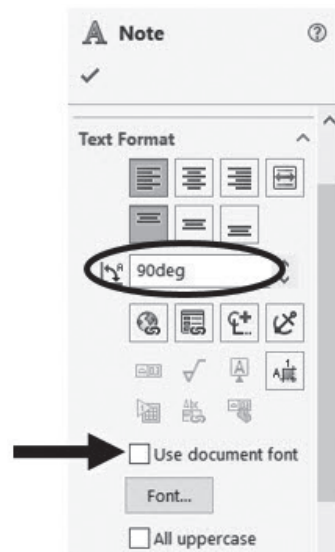 A Note
Text Format
90deg
Use document font
Font...
All uppercase